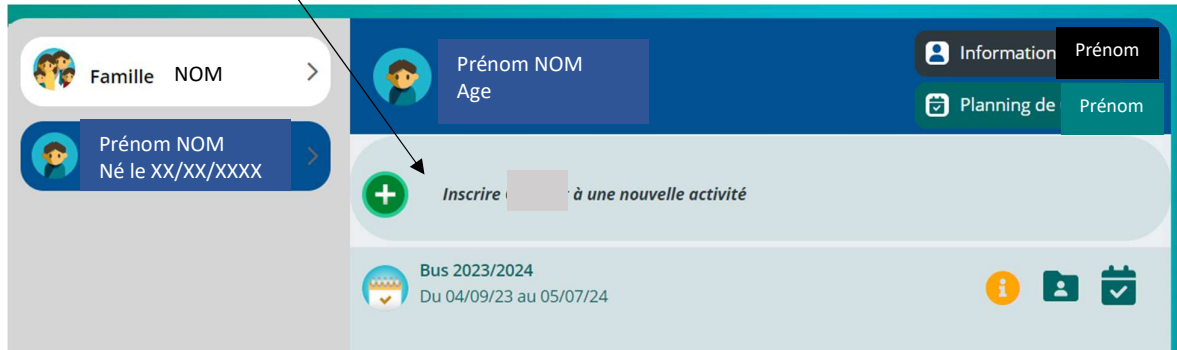 Famille NOM
Prénom NOM
Né le XX/XX/XXXX
Prénom NOM
Age
Information Prénom
Planning de Prénom
Inscrire à une nouvelle activité
Bus 2023/2024
Du 04/09/23 au 05/07/24